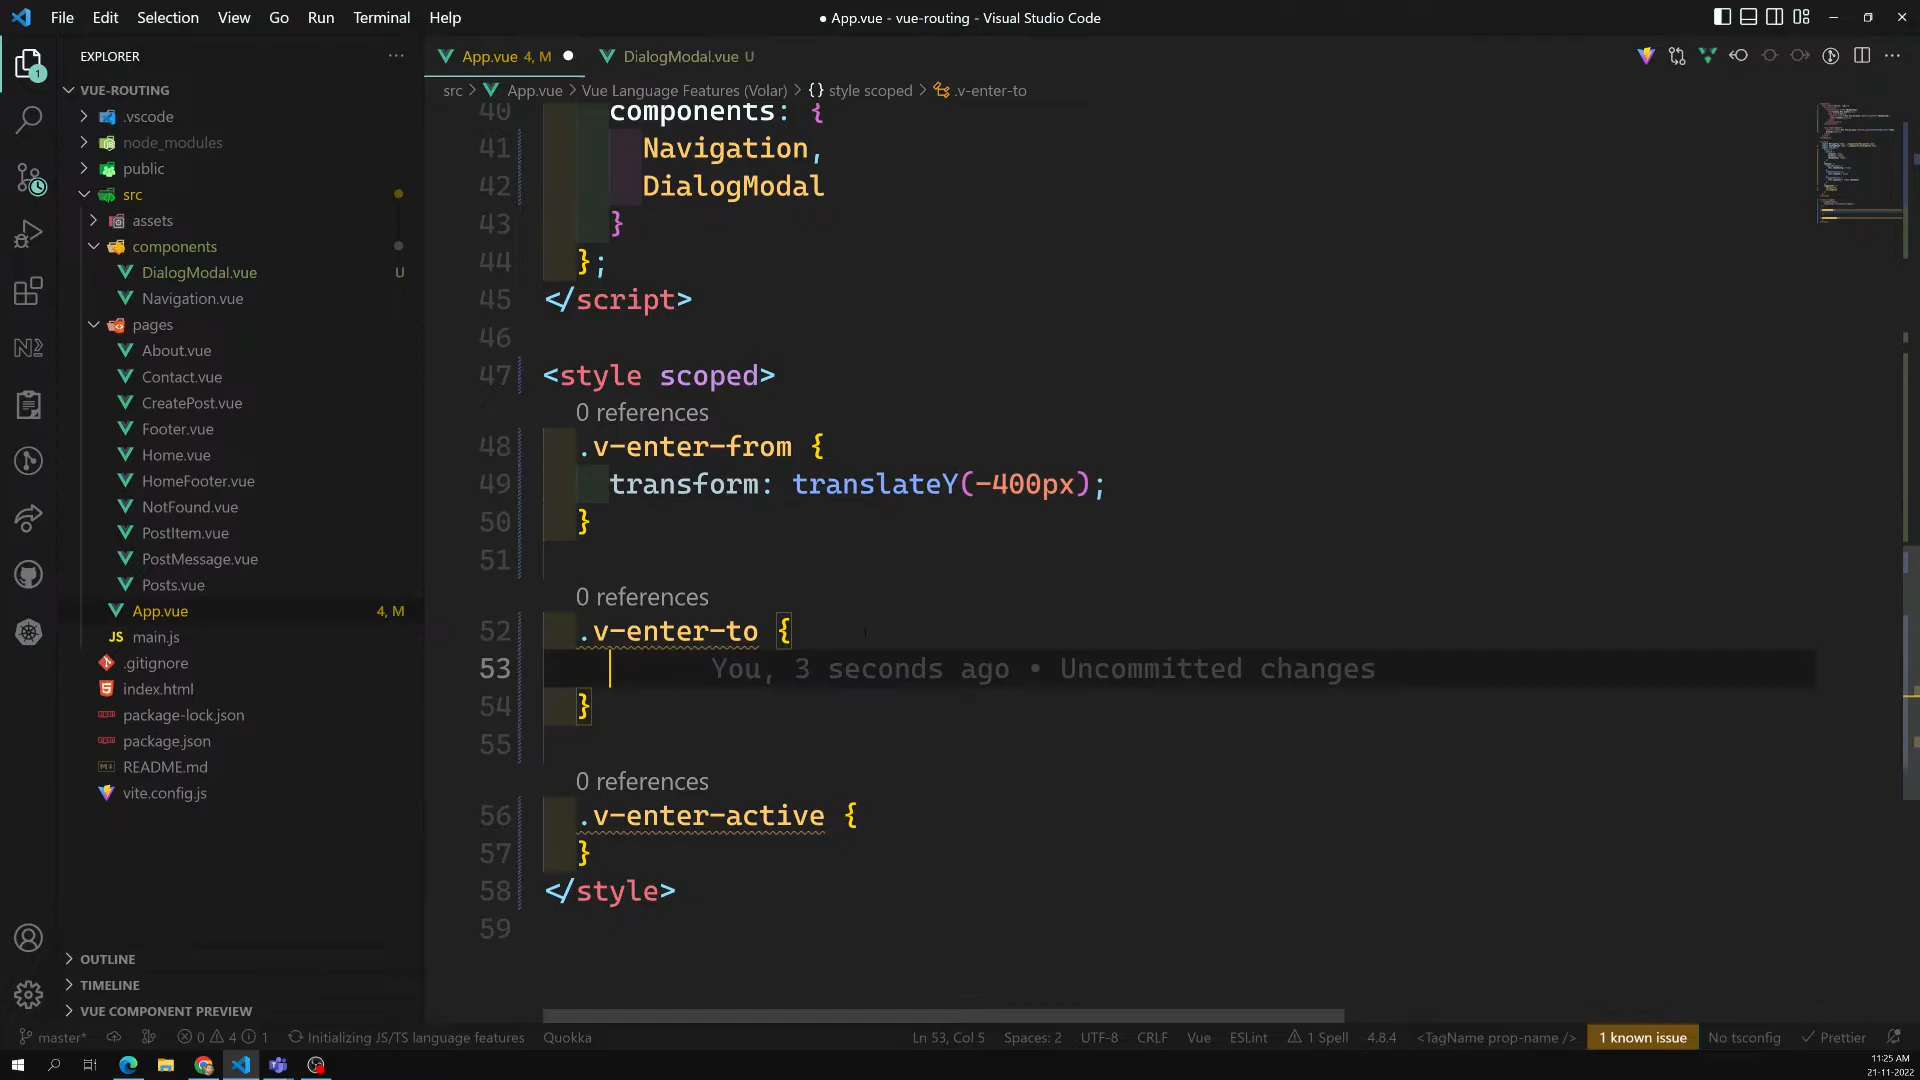 File Edit Selection View Go Run Terminal Help
● App.vue - vue-routing - Visual Studio Code
EXPLORER
App.vue 4, M
DialogModal.vue U
src > App.vue > Vue Language Features (Volar) > {} style scoped > .v-enter-to
1
VUE-ROUTING
.vscode
node_modules
public
src
assets
components
DialogModal.vue U
Navigation.vue
pages
About.vue
Contact.vue
CreatePost.vue
Footer.vue
Home.vue
HomeFooter.vue
NotFound.vue
PostItem.vue
PostMessage.vue
Posts.vue
App.vue 4, M
JS main.js
.gitignore
index.html
package-lock.json
package.json
README.md
vite.config.js
OUTLINE
TIMELINE
VUE COMPONENT PREVIEW
40 components: {
41 Navigation,
42 DialogModal
43 }
44 };
45 </script>
46
47 <style scoped>
0 references
48 .v-enter-from {
49 transform: translateY(-400px);
50 }
51
0 references
52 .v-enter-to {
53 You, 3 seconds ago • Uncommitted changes
54 }
55
0 references
56 .v-enter-active {
57 }
58 </style>
59
master* 0 4 1 Initializing JS/TS language features Quokka Ln 53, Col 5 Spaces: 2 UTF-8 CRLF Vue ESLint 1 Spell 4.8.4 <TagName prop-name /> 1 known issue No tsconfig Prettier
11:25 AM
21-11-2022